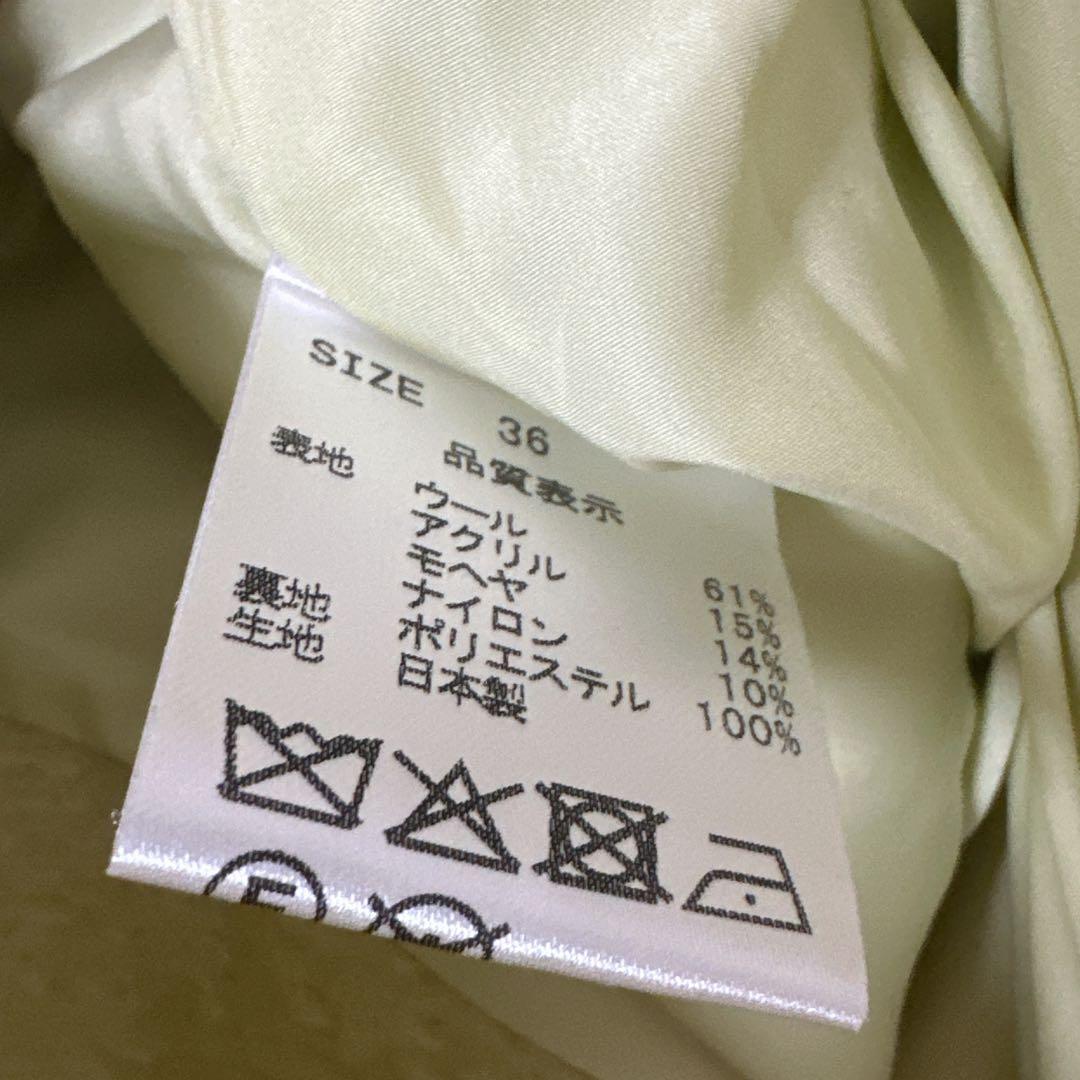 SIZE 36
品質表示
表地 ウール 61%
アクリル 15%
モヘヤ 14%
ナイロン 10%
裏地 ポリエステル 100%
生地 日本製